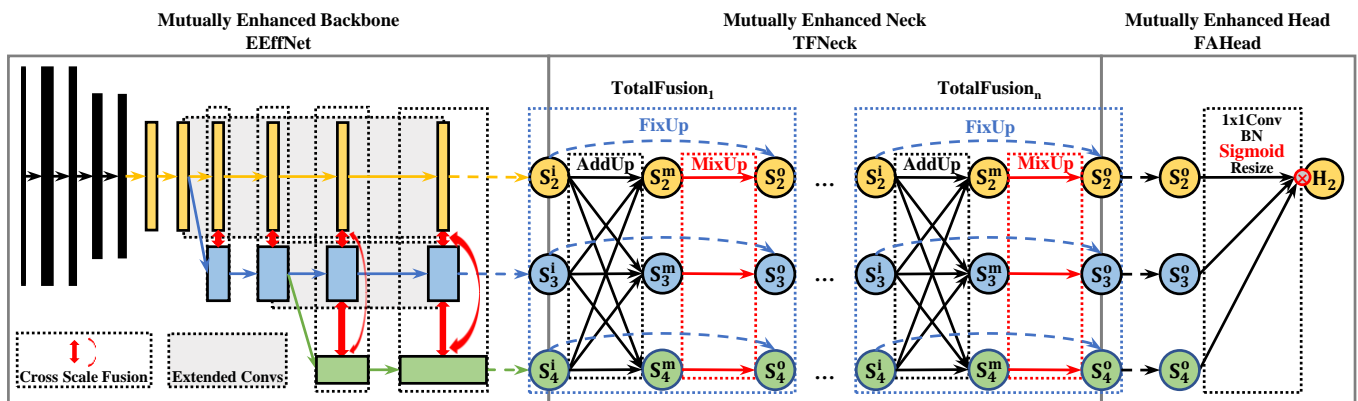 Mutually Enhanced Backbone
EEffNet
Mutually Enhanced Neck
TFNeck
Mutually Enhanced Head
FAHead
TotalFusion₁
TotalFusionₙ
FixUp
FixUp
AddUp
MixUp
AddUp
MixUp
1x1Conv
BN
Sigmoid
Resize
S₂ⁱ
S₂ᵐ
S₂ᵒ
...
S₂ⁱ
S₂ᵐ
S₂ᵒ
S₂ᵒ
⊗
H₂
S₃ⁱ
S₃ᵐ
S₃ᵒ
...
S₃ⁱ
S₃ᵐ
S₃ᵒ
S₃ᵒ
S₄ⁱ
S₄ᵐ
S₄ᵒ
...
S₄ⁱ
S₄ᵐ
S₄ᵒ
S₄ᵒ
Cross Scale Fusion
Extended Convs